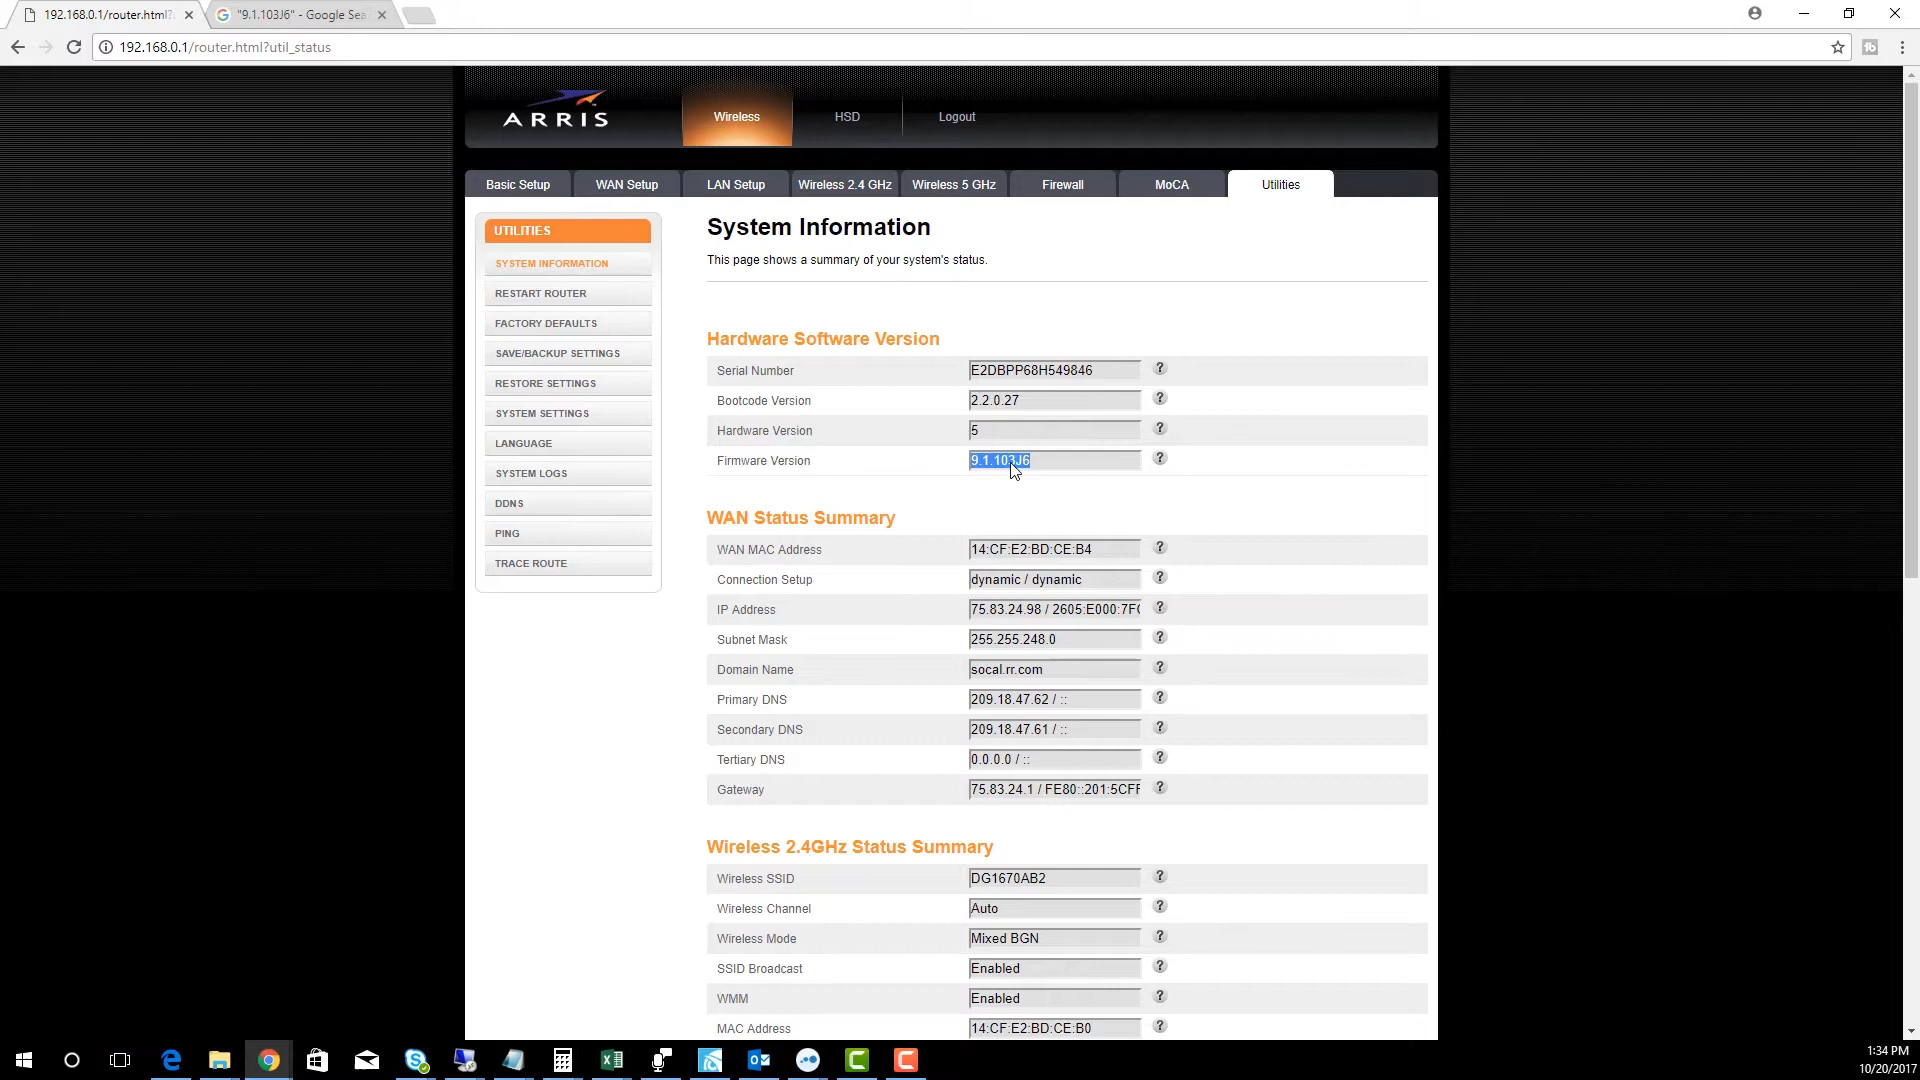 192.168.0.1/router.html?
"9.1.103J6" - Google Sea
192.168.0.1/router.html?util_status
ARRIS
Wireless
HSD
Logout
Basic Setup
WAN Setup
LAN Setup
Wireless 2.4 GHz
Wireless 5 GHz
Firewall
MoCA
Utilities
UTILITIES
SYSTEM INFORMATION
RESTART ROUTER
FACTORY DEFAULTS
SAVE/BACKUP SETTINGS
RESTORE SETTINGS
SYSTEM SETTINGS
LANGUAGE
SYSTEM LOGS
DDNS
PING
TRACE ROUTE
System Information
This page shows a summary of your system's status.
Hardware Software Version
Serial Number E2DBPP68H549846 ?
Bootcode Version 2.2.0.27 ?
Hardware Version 5 ?
Firmware Version 9.1.103J6 ?
WAN Status Summary
WAN MAC Address 14:CF:E2:BD:CE:B4 ?
Connection Setup dynamic / dynamic ?
IP Address 75.83.24.98 / 2605:E000:7F ?
Subnet Mask 255.255.248.0 ?
Domain Name socal.rr.com ?
Primary DNS 209.18.47.62 / :: ?
Secondary DNS 209.18.47.61 / :: ?
Tertiary DNS 0.0.0.0 / :: ?
Gateway 75.83.24.1 / FE80::201:5CFF ?
Wireless 2.4GHz Status Summary
Wireless SSID DG1670AB2 ?
Wireless Channel Auto ?
Wireless Mode Mixed BGN ?
SSID Broadcast Enabled ?
WMM Enabled ?
MAC Address 14:CF:E2:BD:CE:B0 ?
1:34 PM
10/20/2017